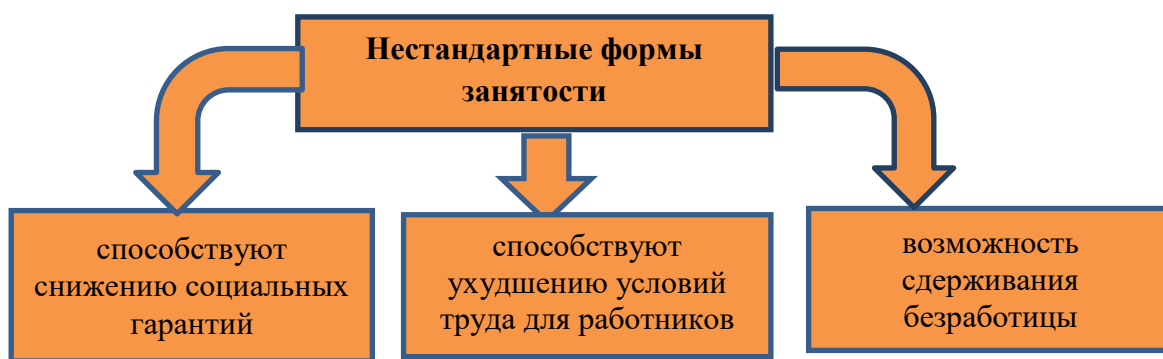 Нестандартные формы
занятости
способствуют
снижению социальных
гарантий
способствуют
ухудшению условий
труда для работников
возможность
сдерживания
безработицы